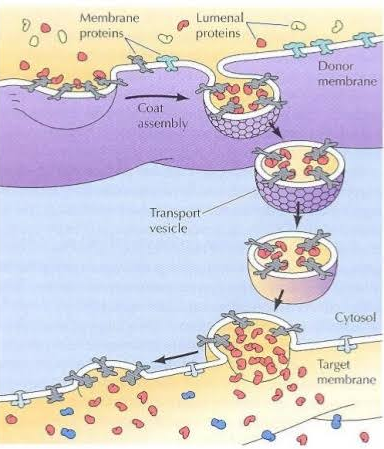 Membrane
proteins
Lumenal
proteins
Donor
membrane
Coat
assembly
Transport
vesicle
Cytosol
Target
membrane